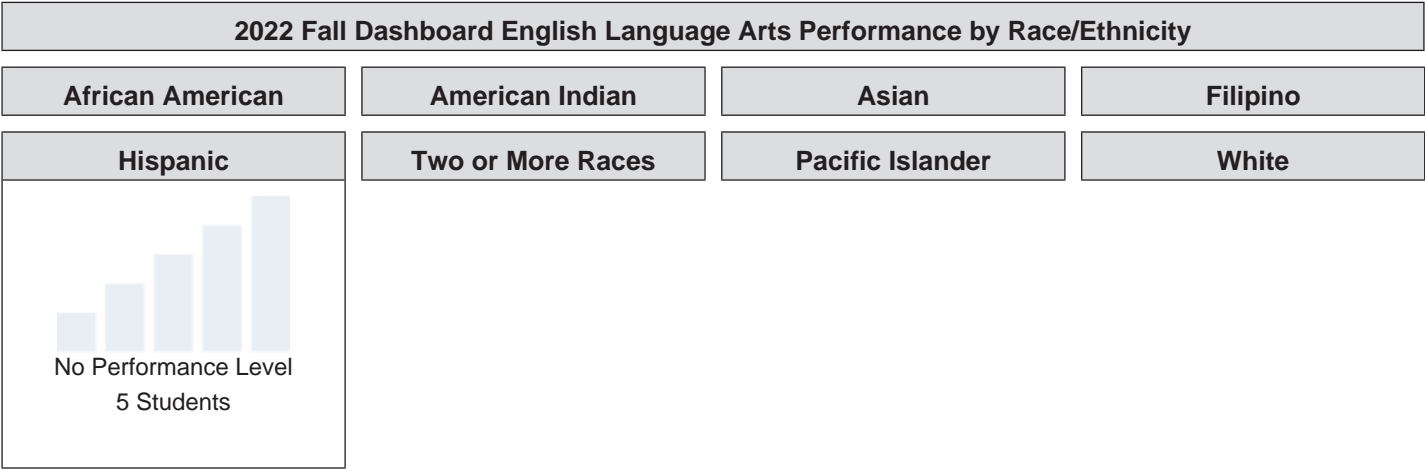 2022 Fall Dashboard English Language Arts Performance by Race/Ethnicity
African American
American Indian
Asian
Filipino
Hispanic
Two or More Races
Pacific Islander
White
No Performance Level
5 Students